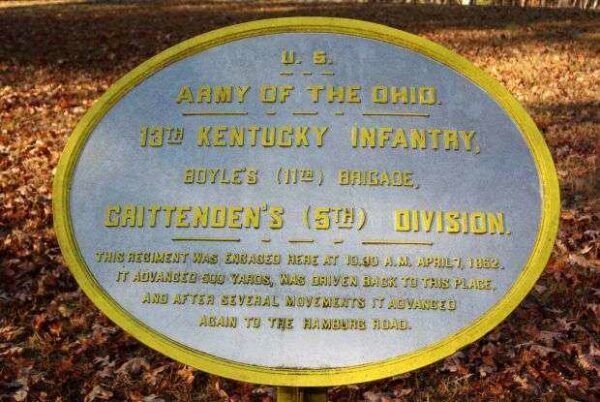 U. S.
ARMY OF THE OHIO.
13TH KENTUCKY INFANTRY,
BOYLE'S (11TH) BRIGADE,
CRITTENDEN'S (5TH) DIVISION.
THIS REGIMENT WAS ENGAGED HERE AT 10.30 A.M. APRIL 7, 1862.
IT ADVANCED 500 YARDS, WAS DRIVEN BACK TO THIS PLACE,
AND AFTER SEVERAL MOVEMENTS IT ADVANCED
AGAIN TO THE HAMBURG ROAD.